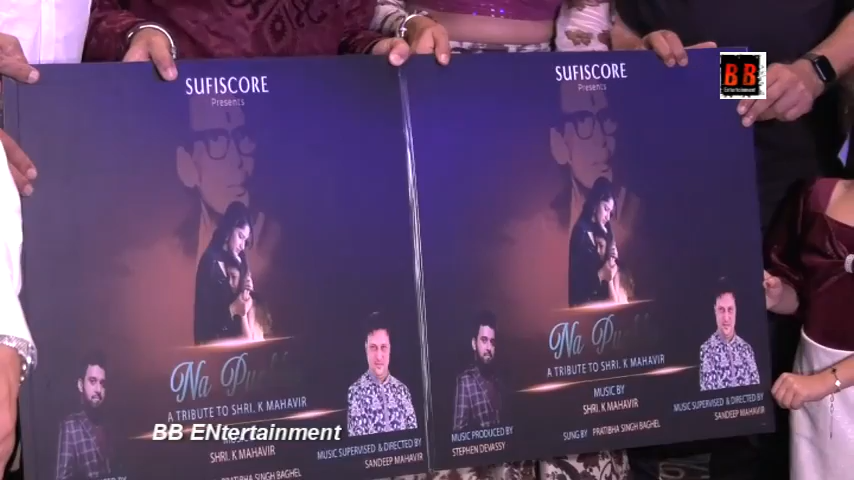 SUFISCORE
Presents
Na
A TRIBUTE TO SHRI. K MAHAVIR
SHRI. K MAHAVIR
MUSIC SUPERVISED & DIRECTED BY
SANDEEP MAHAVIR
PRATIBHA SINGH BAGHEL
SUFISCORE
Presents
Na
A TRIBUTE TO SHRI. K MAHAVIR
MUSIC BY
SHRI. K MAHAVIR
MUSIC PRODUCED BY
STEPHEN DEVASSY
SUNG BY PRATIBHA SINGH BAGHEL
MUSIC SUPERVISED & DIRECTED BY
SANDEEP MAHAVIR
BB
Entertainment
BB ENtertainment